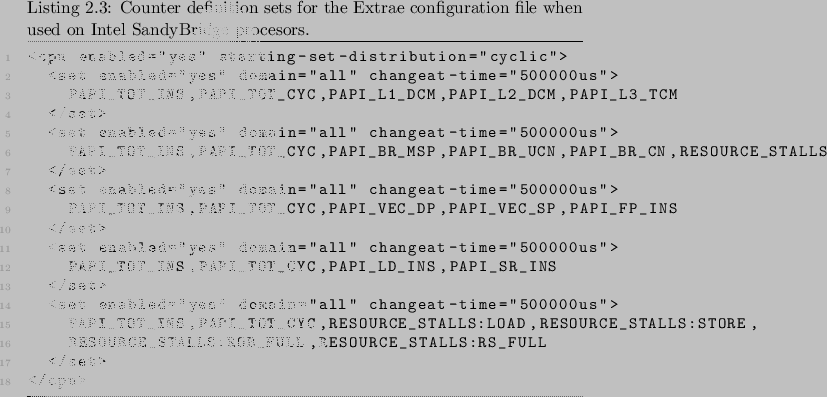 Listing 2.3: Counter definition sets for the Extrae configuration file when
used on Intel SandyBridge procesors.
1 <cpu enabled="yes" starting-set-distribution="cyclic">
2 <set enabled="yes" domain="all" changeat-time="500000us">
3 PAPI_TOT_INS,PAPI_TOT_CYC,PAPI_L1_DCM,PAPI_L2_DCM,PAPI_L3_TCM
4 </set>
5 <set enabled="yes" domain="all" changeat-time="500000us">
6 PAPI_TOT_INS,PAPI_TOT_CYC,PAPI_BR_MSP,PAPI_BR_UCN,PAPI_BR_CN,RESOURCE_STALLS
7 </set>
8 <set enabled="yes" domain="all" changeat-time="500000us">
9 PAPI_TOT_INS,PAPI_TOT_CYC,PAPI_VEC_DP,PAPI_VEC_SP,PAPI_FP_INS
10 </set>
11 <set enabled="yes" domain="all" changeat-time="500000us">
12 PAPI_TOT_INS,PAPI_TOT_CYC,PAPI_LD_INS,PAPI_SR_INS
13 </set>
14 <set enabled="yes" domain="all" changeat-time="500000us">
15 PAPI_TOT_INS,PAPI_TOT_CYC,RESOURCE_STALLS:LOAD,RESOURCE_STALLS:STORE,
16 RESOURCE_STALLS:ROB_FULL,RESOURCE_STALLS:RS_FULL
17 </set>
18 </cpu>